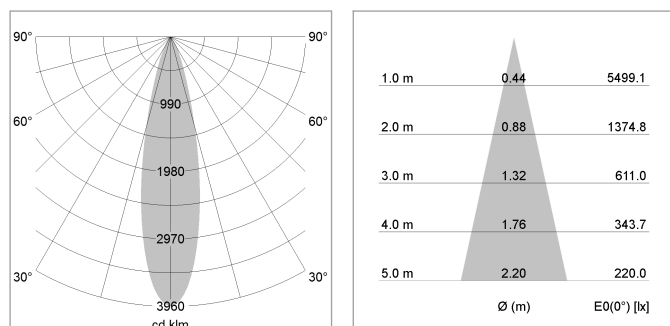 90° 90°
990
60° 60°
1980
2970
30° 30°
3960
cd klm
1.0 m 0.44 5499.1
2.0 m 0.88 1374.8
3.0 m 1.32 611.0
4.0 m 1.76 343.7
5.0 m 2.20 220.0
Ø (m) E0(0°) [lx]